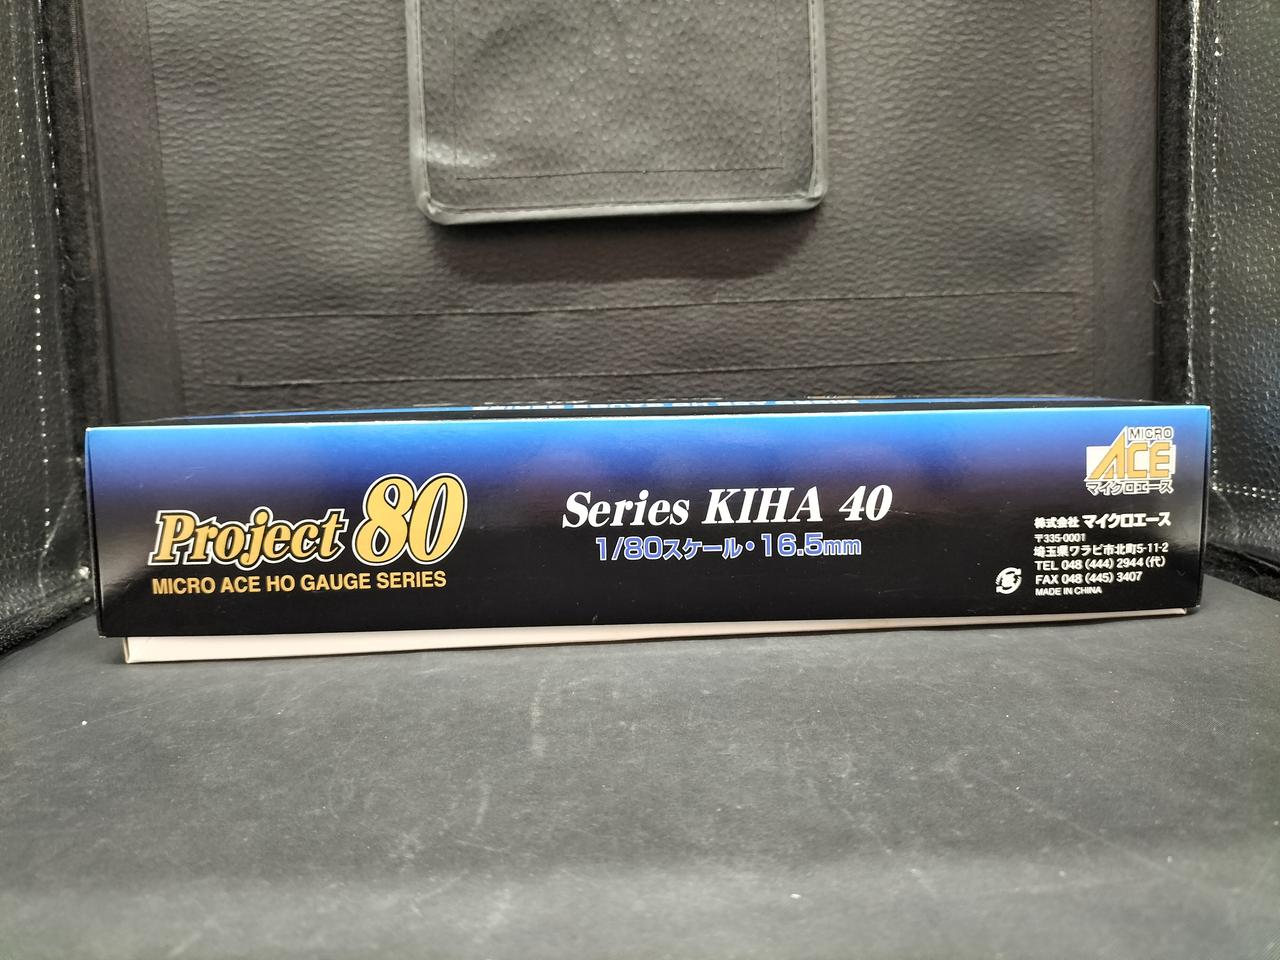 Project 80
MICRO ACE HO GAUGE SERIES
Series KIHA 40
1/80スケール・16.5mm
MICRO
ACE
マイクロエース
株式会社 マイクロエース
〒335-0001
埼玉県ワラビ市北町5-11-2
TEL 048 (444) 2944 (代)
FAX 048 (445) 3407
MADE IN CHINA